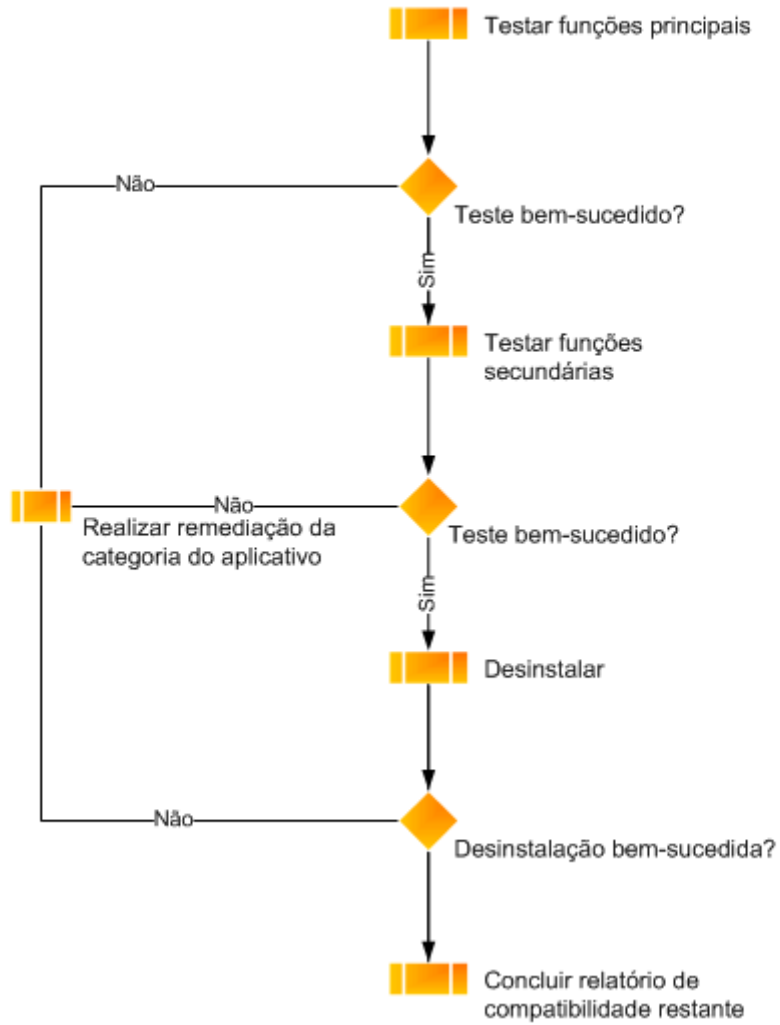 Testar funções principais
Não
Teste bem-sucedido?
Sim
Testar funções
secundárias
Não
Realizar remediação da
categoria do aplicativo
Teste bem-sucedido?
Sim
Desinstalar
Não
Desinstalação bem-sucedida?
Concluir relatório de
compatibilidade restante